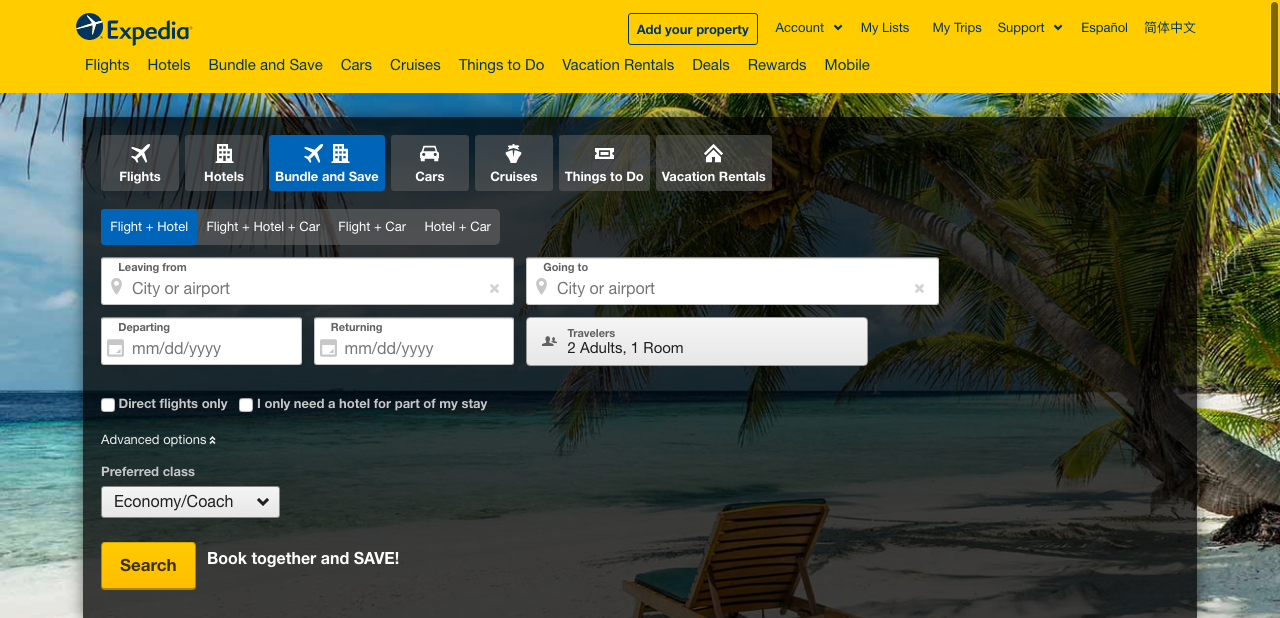 Expedia
Add your property Account My Lists My Trips Support Español 简体中文
Flights Hotels Bundle and Save Cars Cruises Things to Do Vacation Rentals Deals Rewards Mobile
Flights Hotels Bundle and Save Cars Cruises Things to Do Vacation Rentals
Flight + Hotel Flight + Hotel + Car Flight + Car Hotel + Car
Leaving from Going to
City or airport City or airport
Departing Returning Travelers
mm/dd/yyyy mm/dd/yyyy 2 Adults, 1 Room
Direct flights only I only need a hotel for part of my stay
Advanced options
Preferred class
Economy/Coach
Search Book together and SAVE!